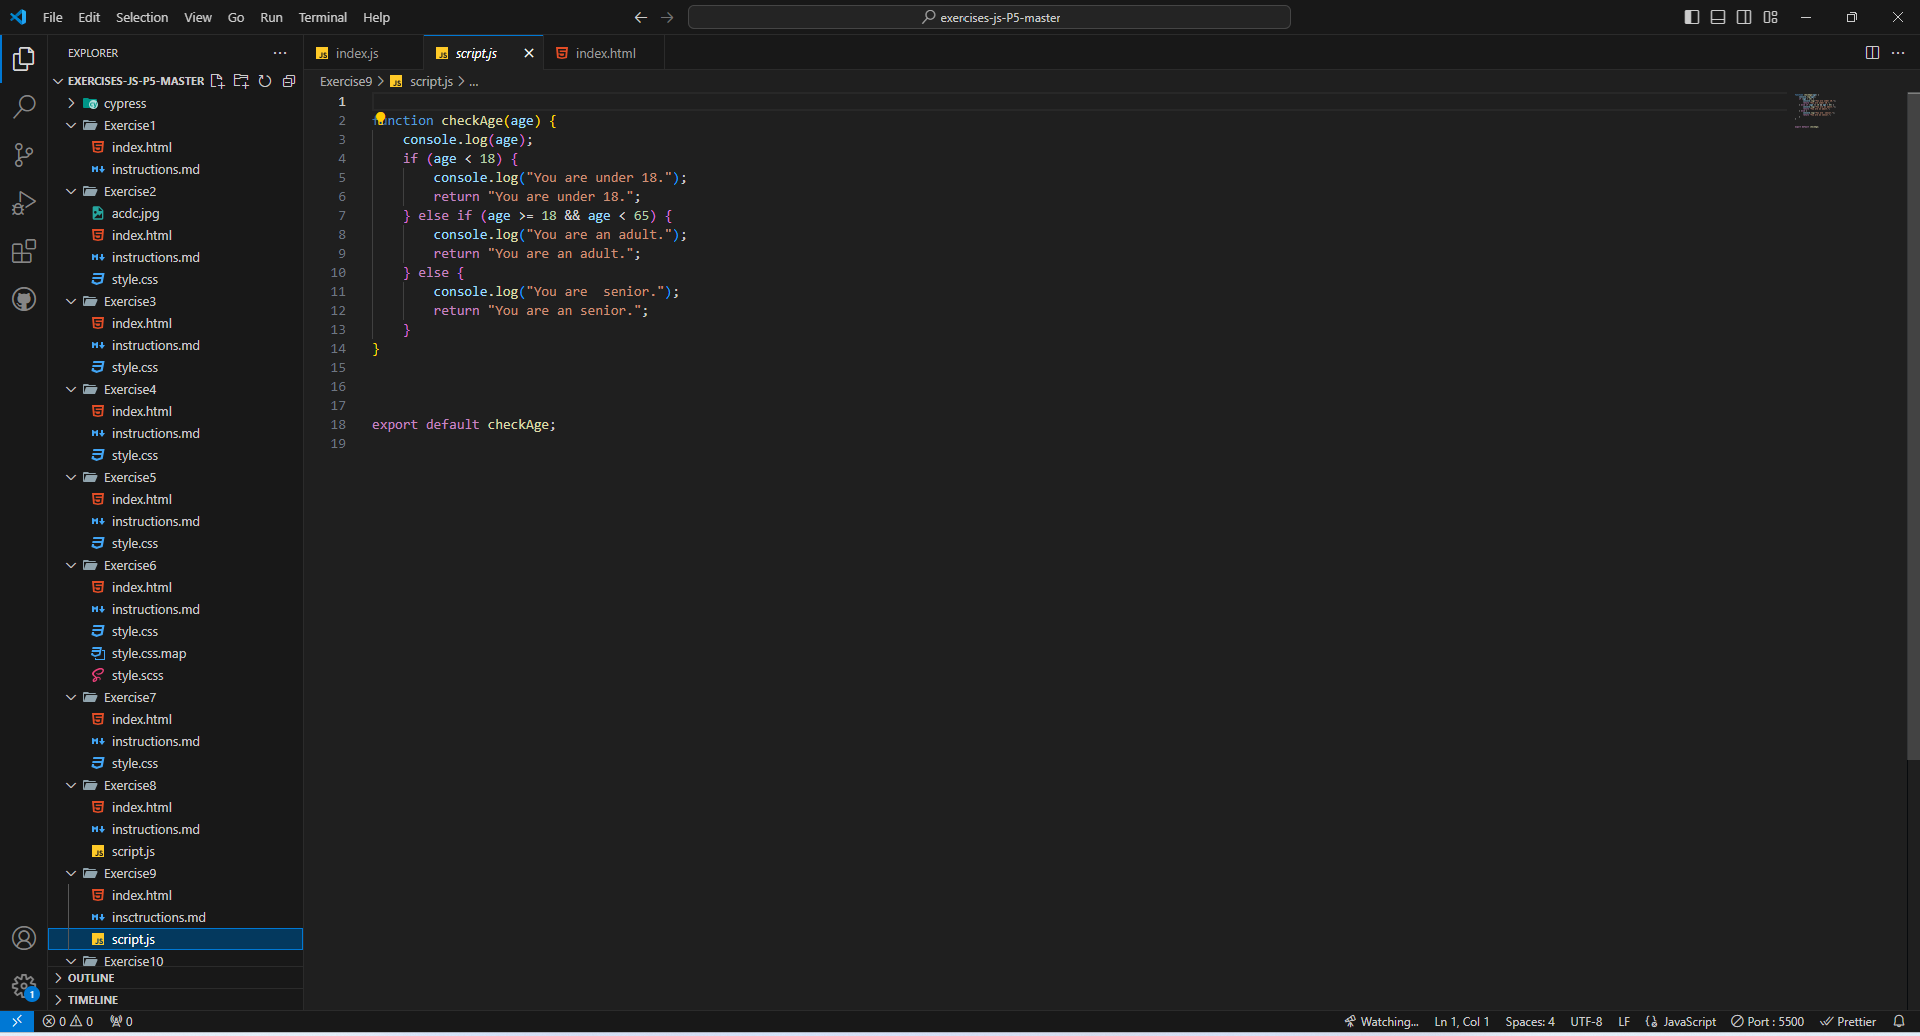 File Edit Selection View Go Run Terminal Help
exercises-js-P5-master
EXPLORER
EXERCISES-JS-P5-MASTER
cypress
Exercise1
index.html
instructions.md
Exercise2
acdc.jpg
index.html
instructions.md
style.css
Exercise3
index.html
instructions.md
style.css
Exercise4
index.html
instructions.md
style.css
Exercise5
index.html
instructions.md
style.css
Exercise6
index.html
instructions.md
style.css
style.css.map
style.scss
Exercise7
index.html
instructions.md
style.css
Exercise8
index.html
instructions.md
script.js
Exercise9
index.html
insctructions.md
script.js
Exercise10
OUTLINE
TIMELINE
index.js script.js index.html
Exercise9 > script.js > ...
1
2 function checkAge(age) {
3 console.log(age);
4 if (age < 18) {
5 console.log("You are under 18.");
6 return "You are under 18.";
7 } else if (age >= 18 && age < 65) {
8 console.log("You are an adult.");
9 return "You are an adult.";
10 } else {
11 console.log("You are  senior.");
12 return "You are an senior.";
13 }
14 }
15
16
17
18 export default checkAge;
19
1
0 0 0 Watching... Ln 1, Col 1 Spaces: 4 UTF-8 LF {} JavaScript Port : 5500 Prettier